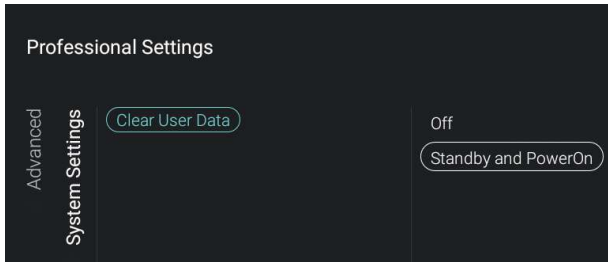 Professional Settings
Advanced
System Settings
Clear User Data
Off
Standby and PowerOn